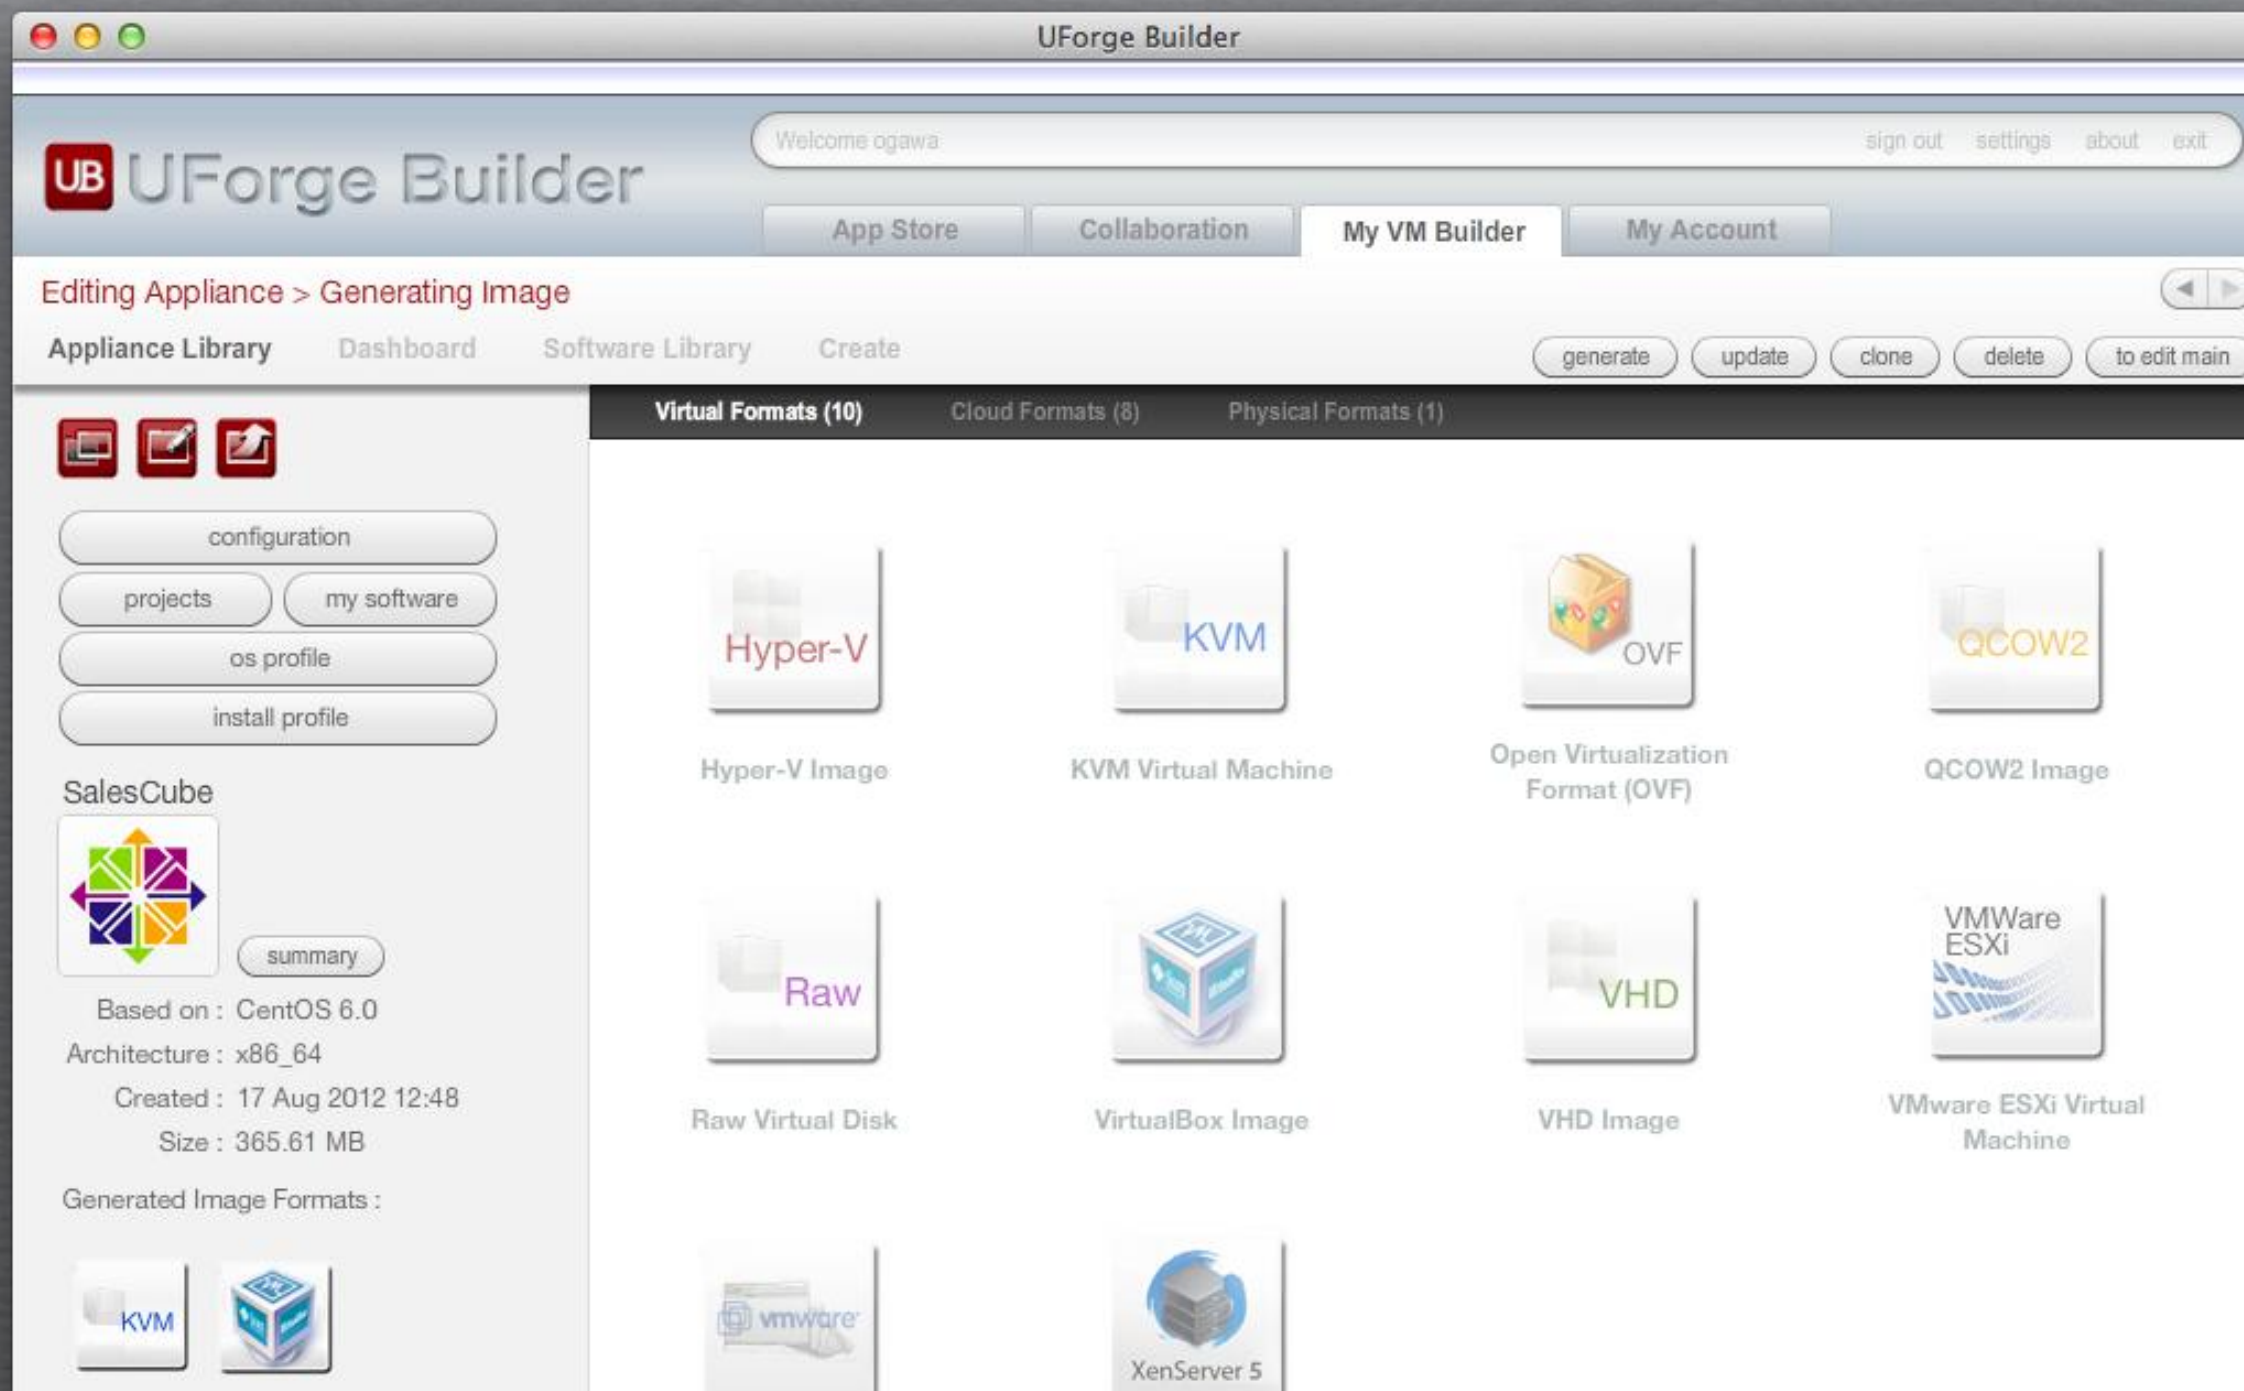 UForge Builder
UB UForge Builder
Welcome ogawa
sign out settings about exit
App Store Collaboration My VM Builder My Account
Editing Appliance > Generating Image
Appliance Library Dashboard Software Library Create
generate update clone delete to edit main
Virtual Formats (10) Cloud Formats (8) Physical Formats (1)
configuration
projects my software
os profile
install profile
SalesCube
summary
Based on : CentOS 6.0
Architecture : x86_64
Created : 17 Aug 2012 12:48
Size : 365.61 MB
Generated Image Formats :
KVM
Hyper-V
Hyper-V Image
KVM
KVM Virtual Machine
OVF
Open Virtualization
Format (OVF)
QCOW2
QCOW2 Image
Raw
Raw Virtual Disk
VirtualBox Image
VHD
VHD Image
VMWare
ESXi
VMware ESXi Virtual
Machine
vmware
XenServer 5